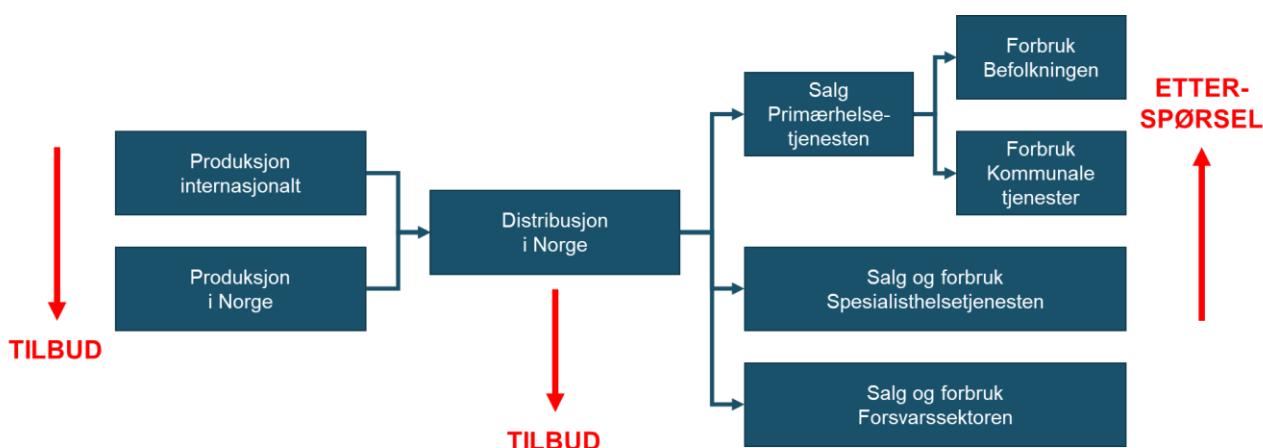 Produksjon
internasjonalt
Produksjon
i Norge
TILBUD
Distribusjon
i Norge
TILBUD
Salg
Primærhelse-
tjenesten
Forbruk
Befolkningen
Forbruk
Kommunale
tjenester
Salg og forbruk
Spesialisthelsetjenesten
Salg og forbruk
Forsvarssektoren
ETTER-
SPØRSEL